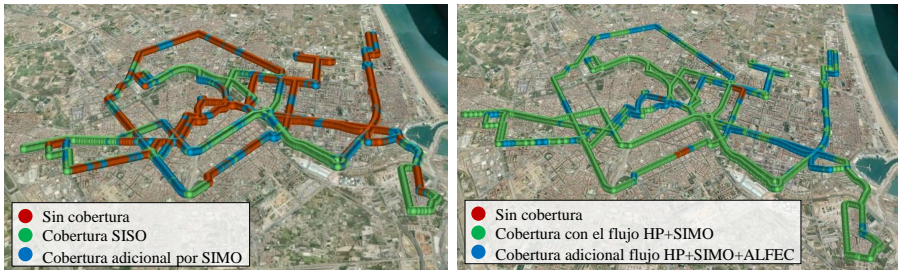 Sin cobertura
Cobertura SISO
Cobertura adicional por SIMO
Sin cobertura
Cobertura con el flujo HP+SIMO
Cobertura adicional flujo HP+SIMO+ALFEC